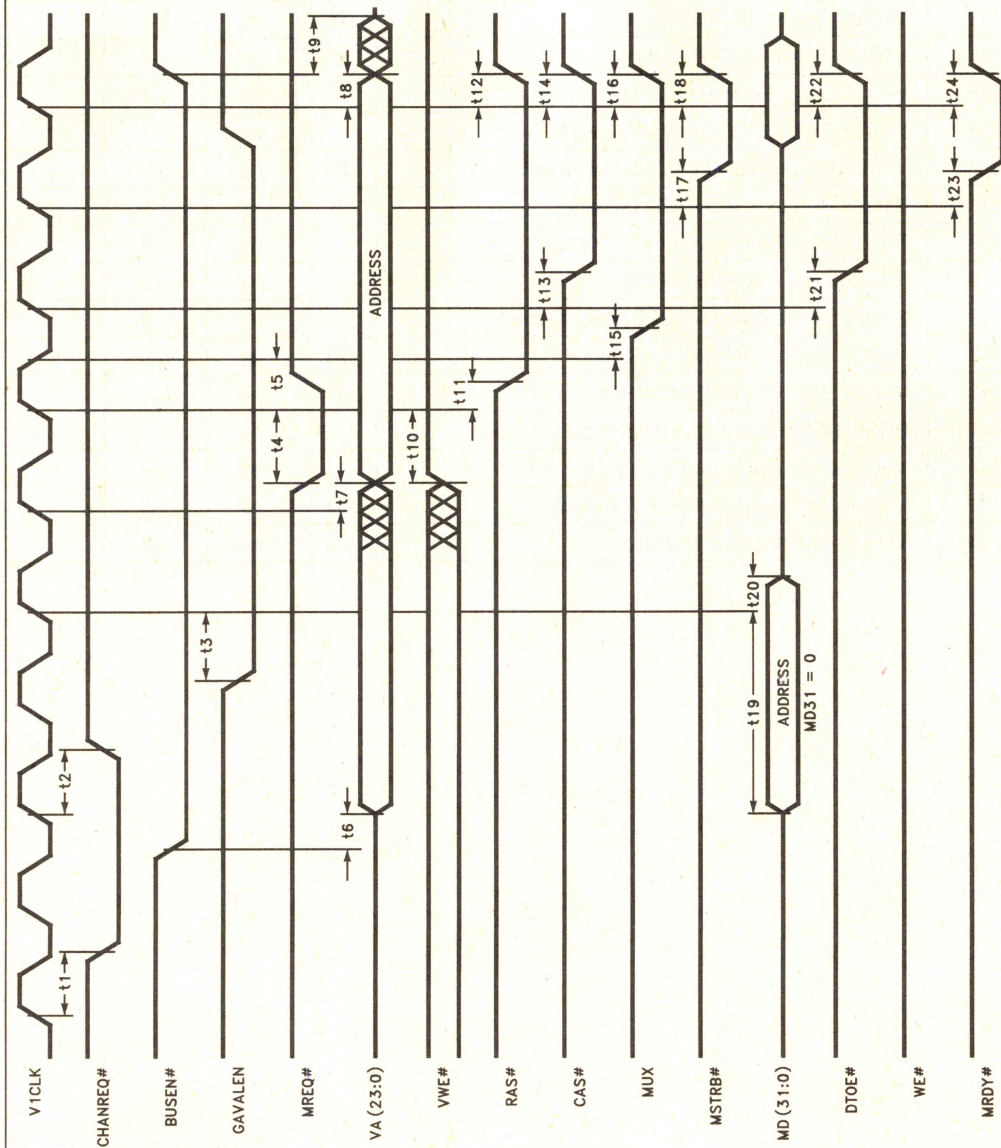 V1CLK
t1
t2
CHANREQ#
BUSEN#
GAVALEN
t3
MREQ#
t4
t5
VA(23:0)
t6
t7
ADDRESS
t8
t9
VWE#
t10
RAS#
t11
t12
CAS#
t13
t14
MUX
t15
t16
MSTRB#
t17
t18
MD(31:0)
t19
ADDRESS
MD31 = 0
t20
DTOE#
t21
t22
WE#
MRDY#
t23
t24